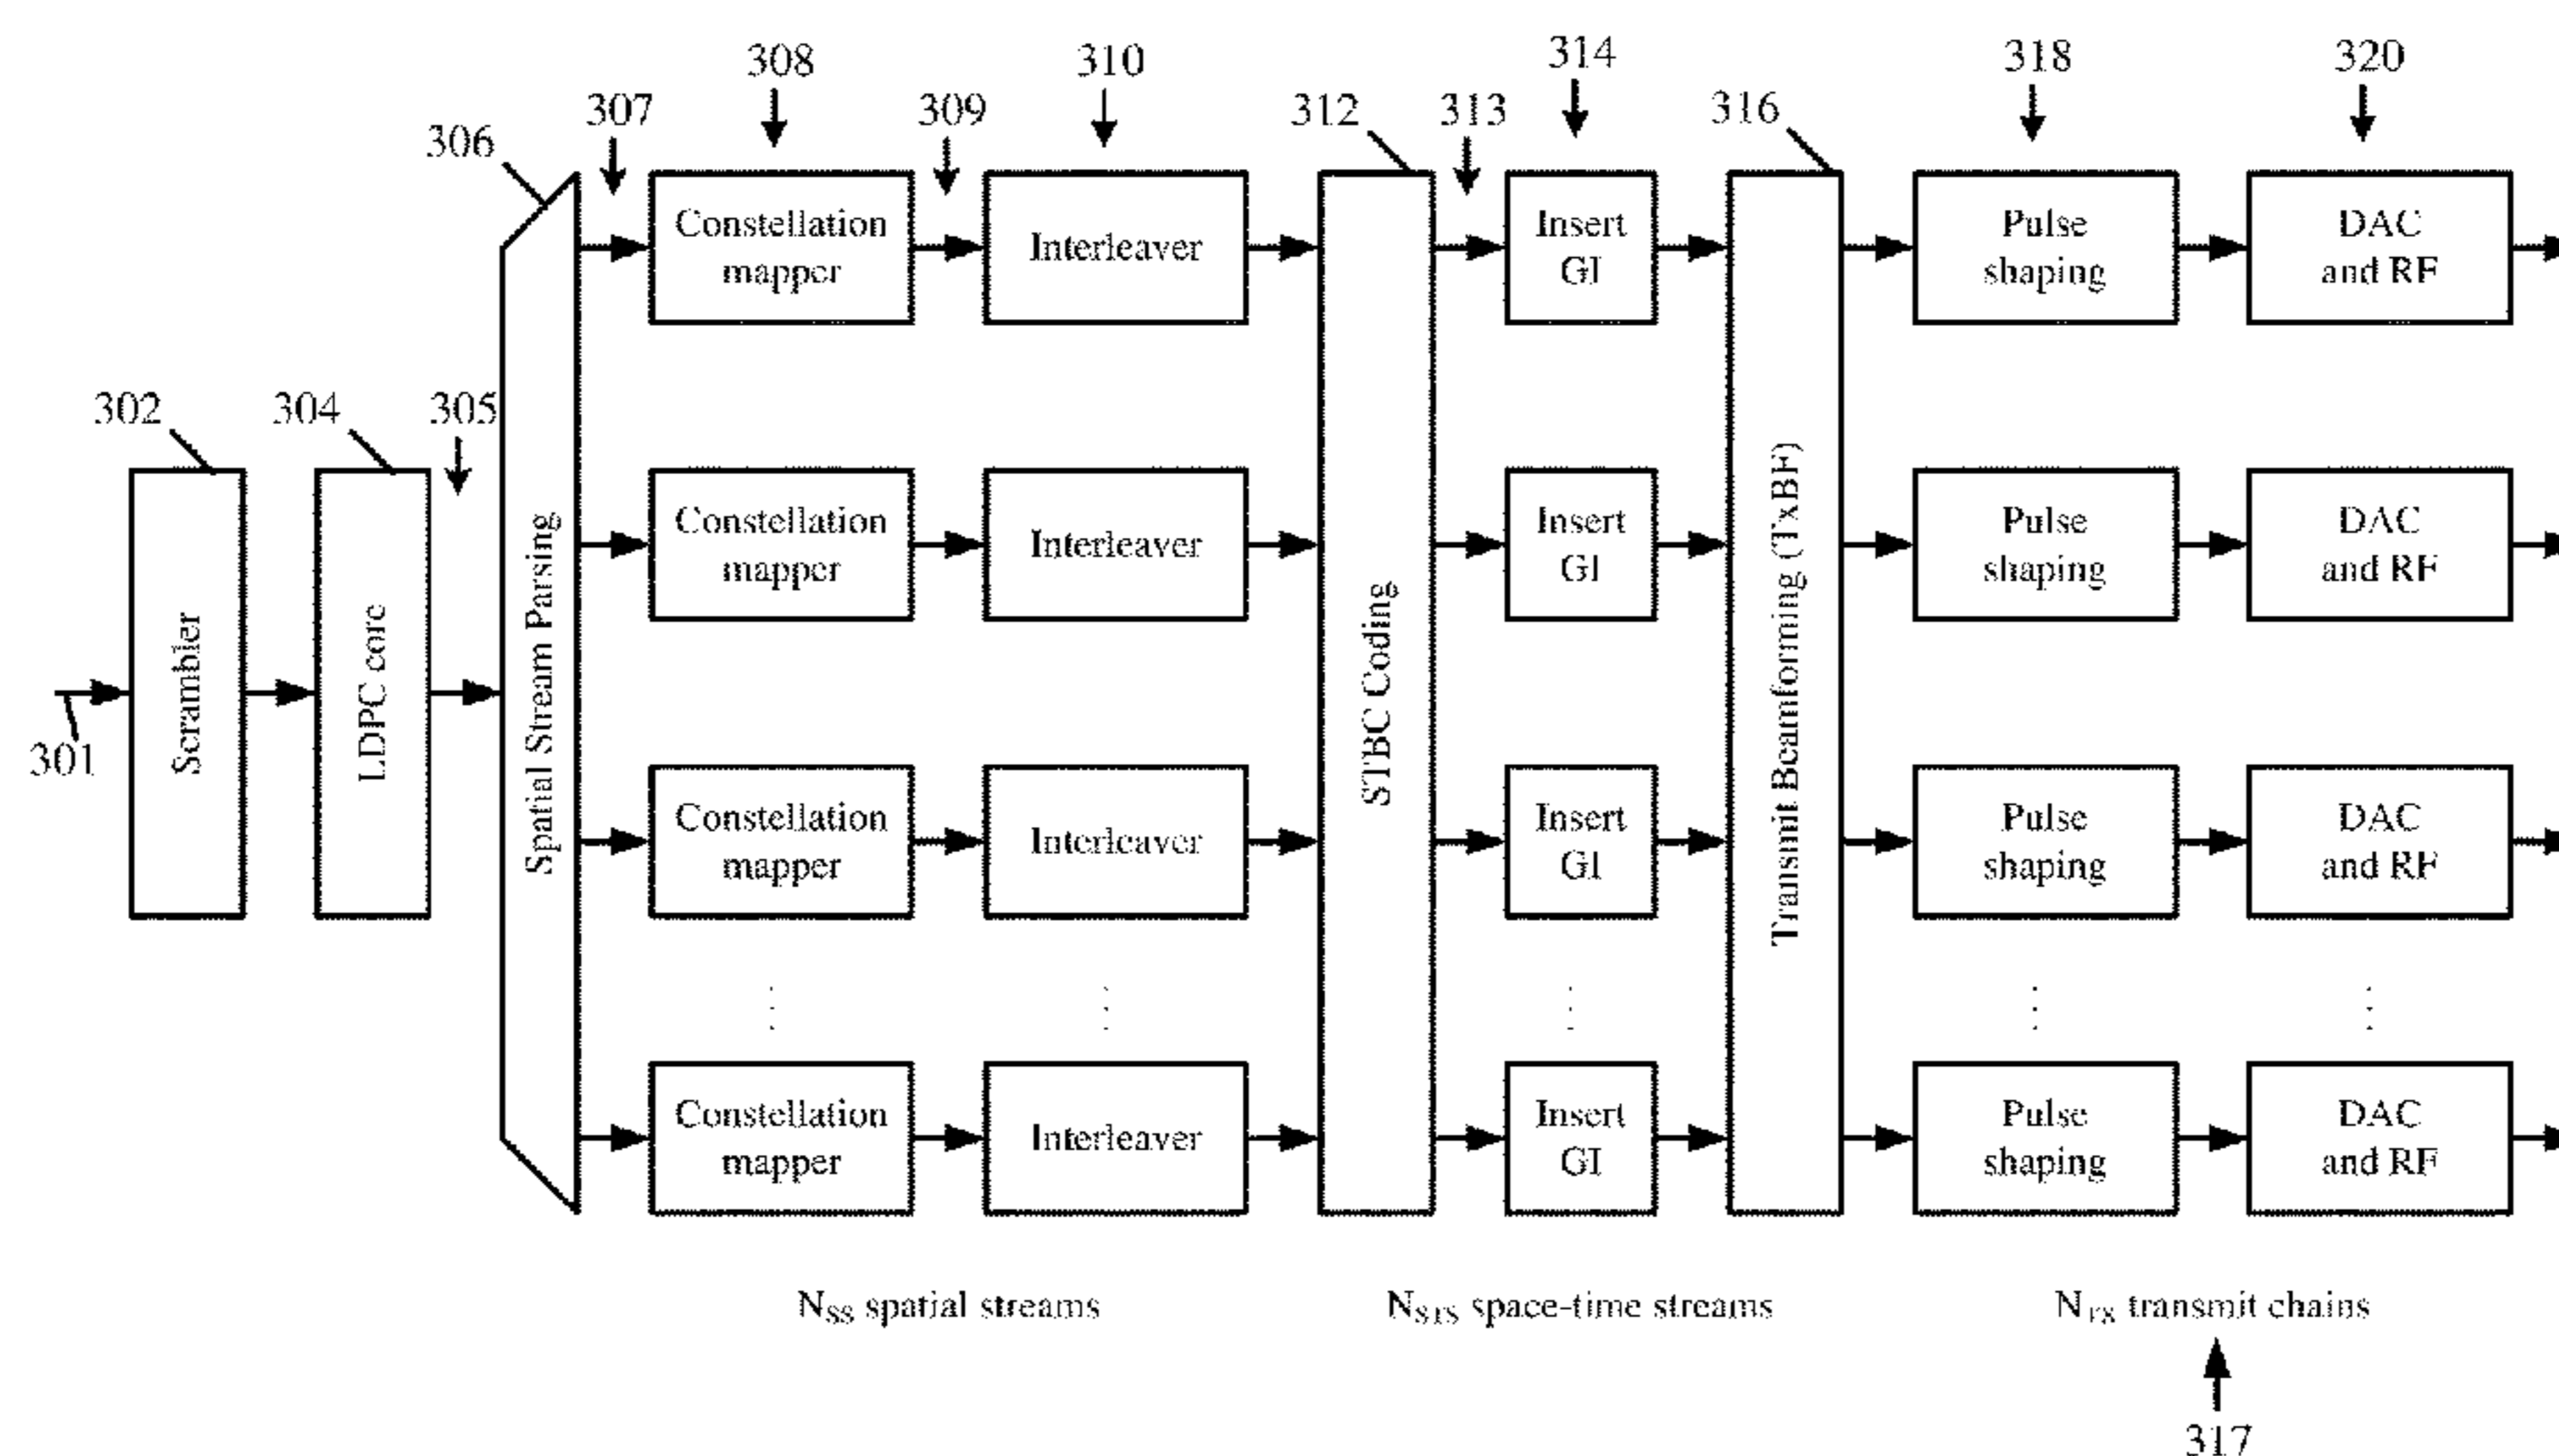 308
310
314
318
320
307
309
312
313
316
306
Constellation
mapper
Interleaver
Insert
GI
Pulse
shaping
DAC
and RF
302
304
305
301
Scrambler
LDPC core
Spatial Stream Parsing
Constellation
mapper
Interleaver
STBC Coding
Insert
GI
Transmit Beamforming (TxBF)
Pulse
shaping
DAC
and RF
Constellation
mapper
Interleaver
Insert
GI
Pulse
shaping
DAC
and RF
Constellation
mapper
Interleaver
Insert
GI
Pulse
shaping
DAC
and RF
NSS spatial streams
NSTS space-time streams
NTX transmit chains
317